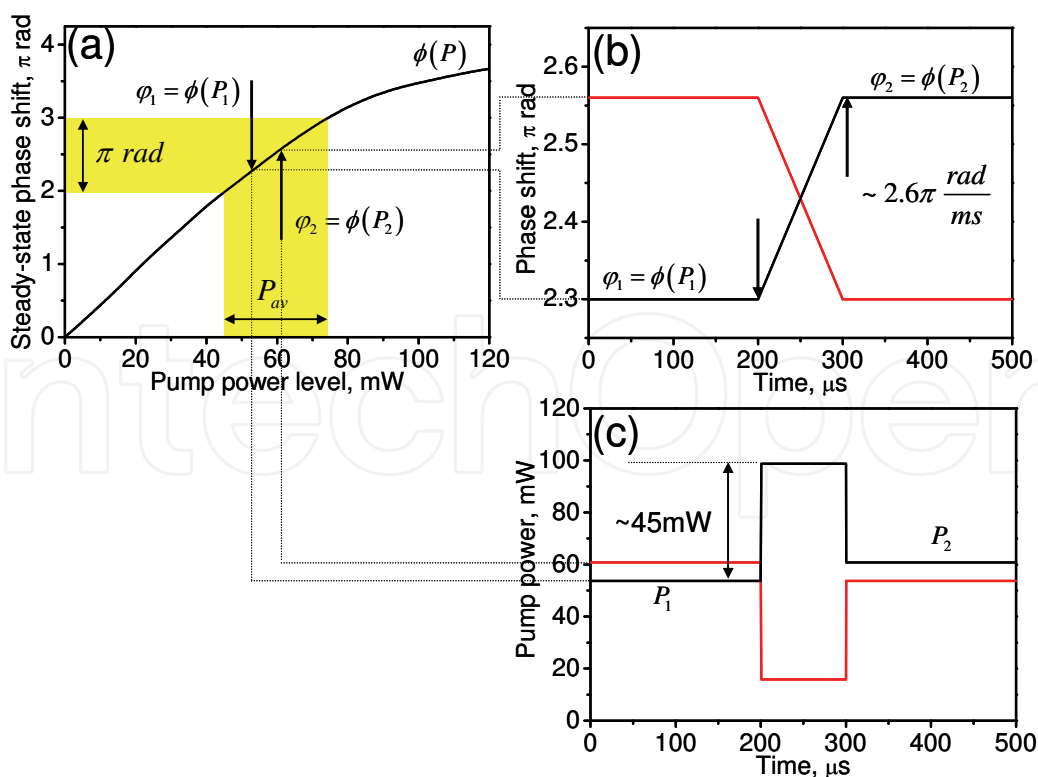 (a)
Steady-state phase shift, π rad
4
3
2
1
0
φ(P)
φ₁ = ϕ(P₁)
π rad
φ₂ = ϕ(P₂)
P_av
0 20 40 60 80 100 120
Pump power level, mW
(b)
Phase shift, π rad
2.6
2.5
2.4
2.3
φ₂ = ϕ(P₂)
~ 2.6π rad/ms
φ₁ = ϕ(P₁)
0 100 200 300 400 500
Time, μs
(c)
Pump power, mW
120
100
80
60
40
20
0
~45mW
P₂
P₁
0 100 200 300 400 500
Time, μs
ntechOpen